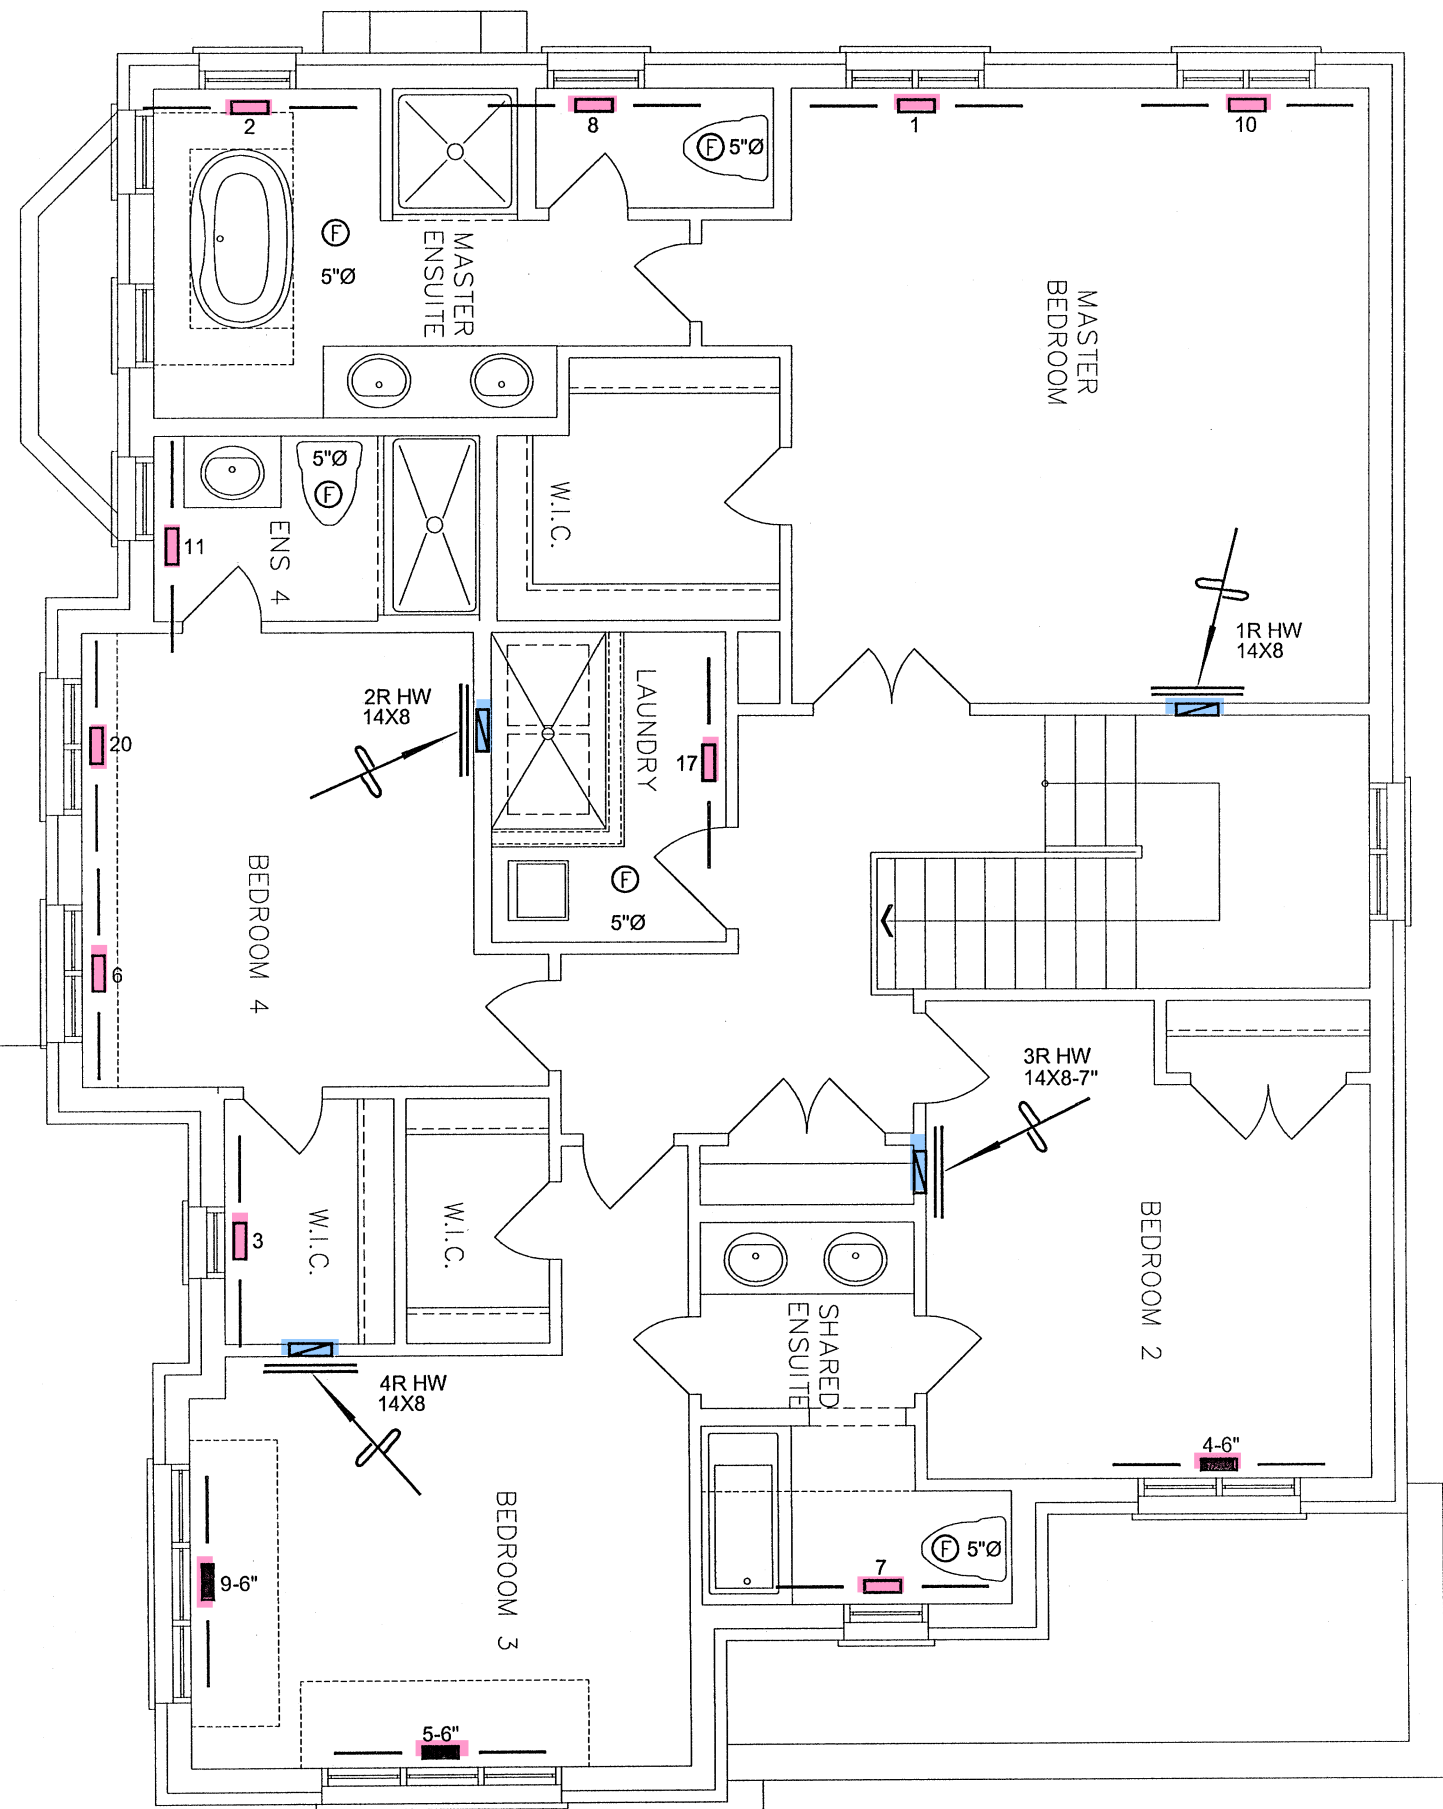 2
8
1
10
F 5"Ø
F
5"Ø
MASTER
ENSUITE
MASTER
BEDROOM
5"Ø
F
11
ENS 4
W.I.C.
1R HW
14X8
2R HW
14X8
LAUNDRY
17
20
F
5"Ø
BEDROOM 4
6
3R HW
14X8-7"
3
W.I.C.
W.I.C.
BEDROOM 2
SHARED
ENSUITE
4R HW
14X8
4-6"
BEDROOM 3
F 5"Ø
7
9-6"
5-6"